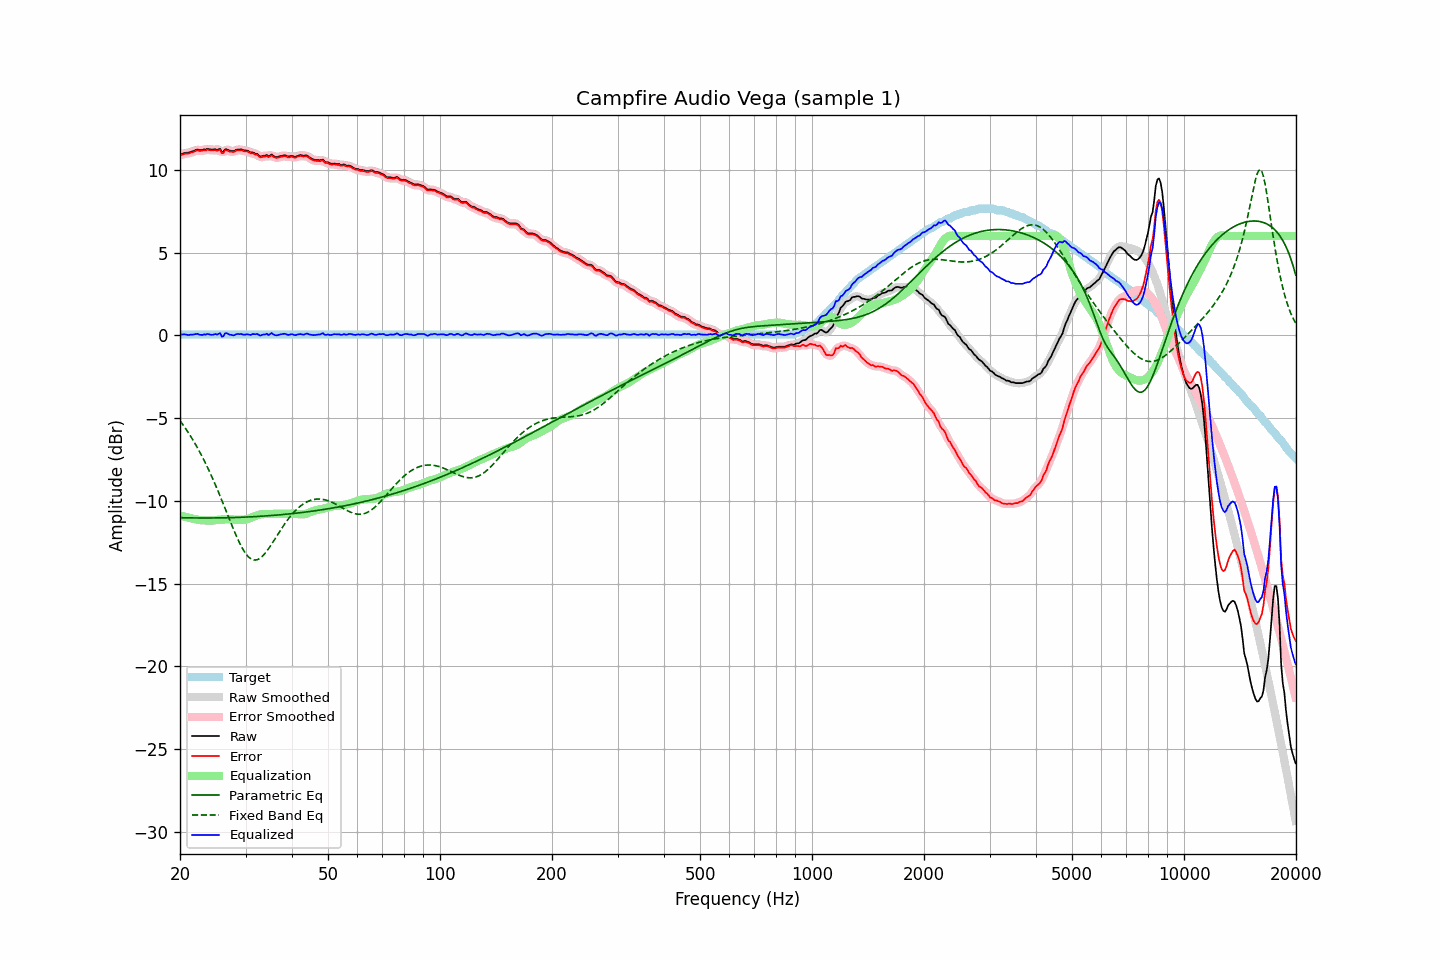 Campfire Audio Vega (sample 1)
Amplitude (dBr)
10
5
0
−5
−10
−15
−20
−25
−30
Target
Raw Smoothed
Error Smoothed
Raw
Error
Equalization
Parametric Eq
Fixed Band Eq
Equalized
20 50 100 200 500 1000 2000 5000 10000 20000
Frequency (Hz)